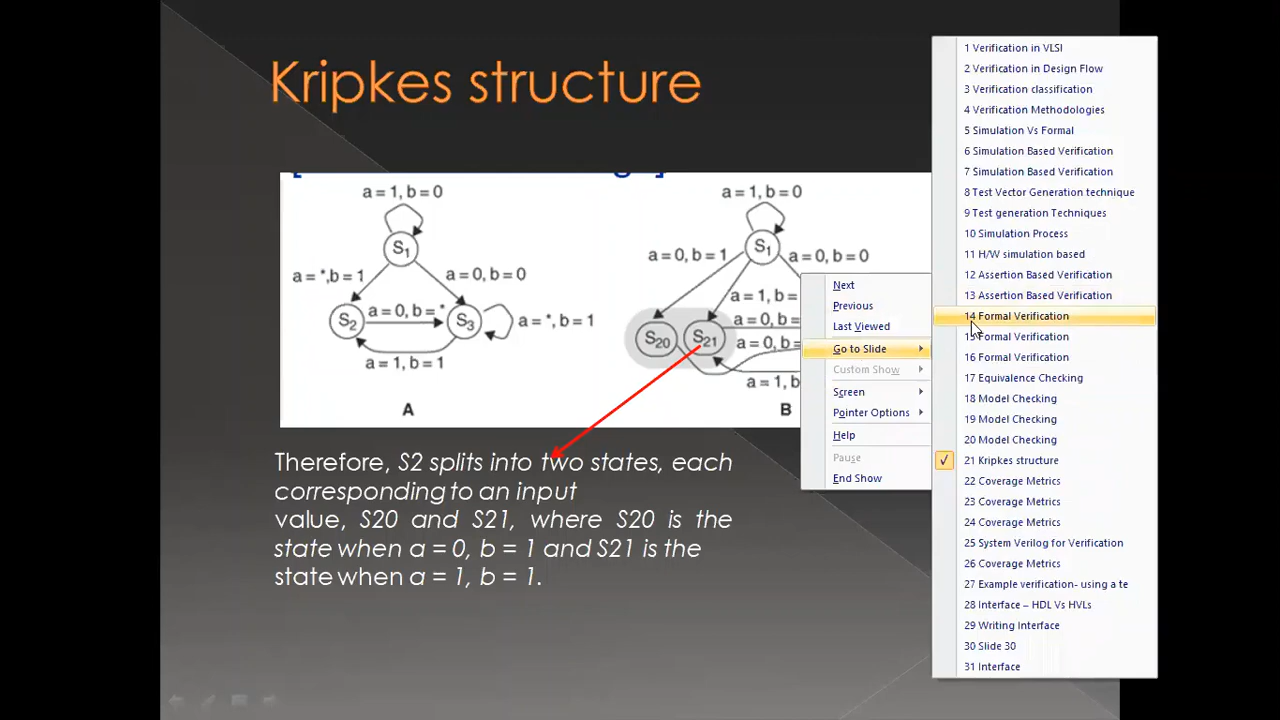 Kripkes structure
a = 1, b = 0
S1
a = *,b = 1
a = 0, b = 0
S2
a = 0, b = *
S3
a = *, b = 1
a = 1, b = 1
A
a = 1, b = 0
S1
a = 0, b = 1
a = 0, b = 0
a = 1, b
S20
S21
a = 0, b =
a = 0, b =
a = 1, b
B
Therefore, S2 splits into two states, each
corresponding to an input
value, S20 and S21, where S20 is the
state when a = 0, b = 1 and S21 is the
state when a = 1, b = 1.
Next
Previous
Last Viewed
Go to Slide
Custom Show
Screen
Pointer Options
Help
Pause
End Show
1 Verification in VLSI
2 Verification in Design Flow
3 Verification classification
4 Verification Methodologies
5 Simulation Vs Formal
6 Simulation Based Verification
7 Simulation Based Verification
8 Test Vector Generation technique
9 Test generation Techniques
10 Simulation Process
11 H/W simulation based
12 Assertion Based Verification
13 Assertion Based Verification
14 Formal Verification
15 Formal Verification
16 Formal Verification
17 Equivalence Checking
18 Model Checking
19 Model Checking
20 Model Checking
21 Kripkes structure
22 Coverage Metrics
23 Coverage Metrics
24 Coverage Metrics
25 System Verilog for Verification
26 Coverage Metrics
27 Example verification- using a te
28 Interface – HDL Vs HVLs
29 Writing Interface
30 Slide 30
31 Interface